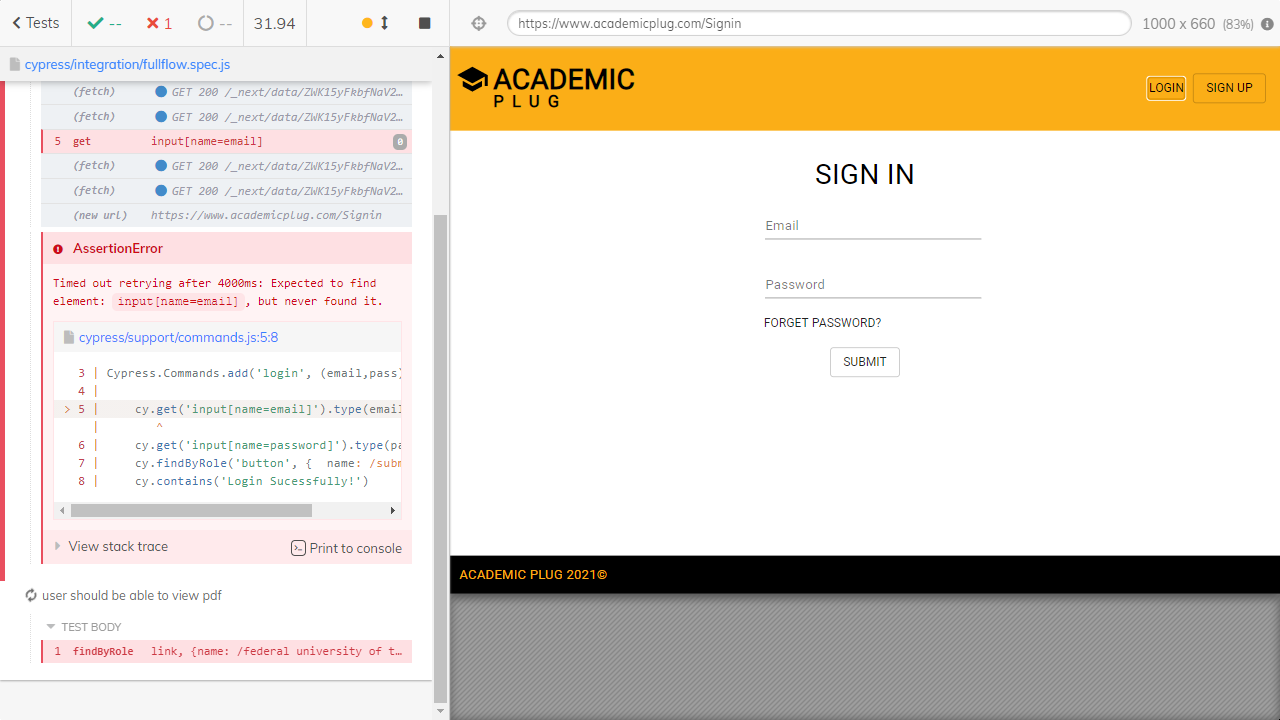 Tests
--
1
--
31.94
https://www.academicplug.com/Signin
1000 x 660 (83%)
cypress/integration/fullflow.spec.js
(fetch) GET 200 /_next/data/ZWK15yFkbfNaV2…
(fetch) GET 200 /_next/data/ZWK15yFkbfNaV2…
5 get input[name=email] 0
(fetch) GET 200 /_next/data/ZWK15yFkbfNaV2…
(fetch) GET 200 /_next/data/ZWK15yFkbfNaV2…
(new url) https://www.academicplug.com/Signin
AssertionError
Timed out retrying after 4000ms: Expected to find
element: input[name=email], but never found it.
cypress/support/commands.js:5:8
3 | Cypress.Commands.add('login', (email,pass)
4 |
> 5 | cy.get('input[name=email]').type(email
| ^
6 | cy.get('input[name=password]').type(pa
7 | cy.findByRole('button', { name: /subm
8 | cy.contains('Login Sucessfully!')
View stack trace
Print to console
user should be able to view pdf
TEST BODY
1 findByRole link, {name: /federal university of t…
ACADEMIC
PLUG
LOGIN
SIGN UP
SIGN IN
Email
Password
FORGET PASSWORD?
SUBMIT
ACADEMIC PLUG 2021©